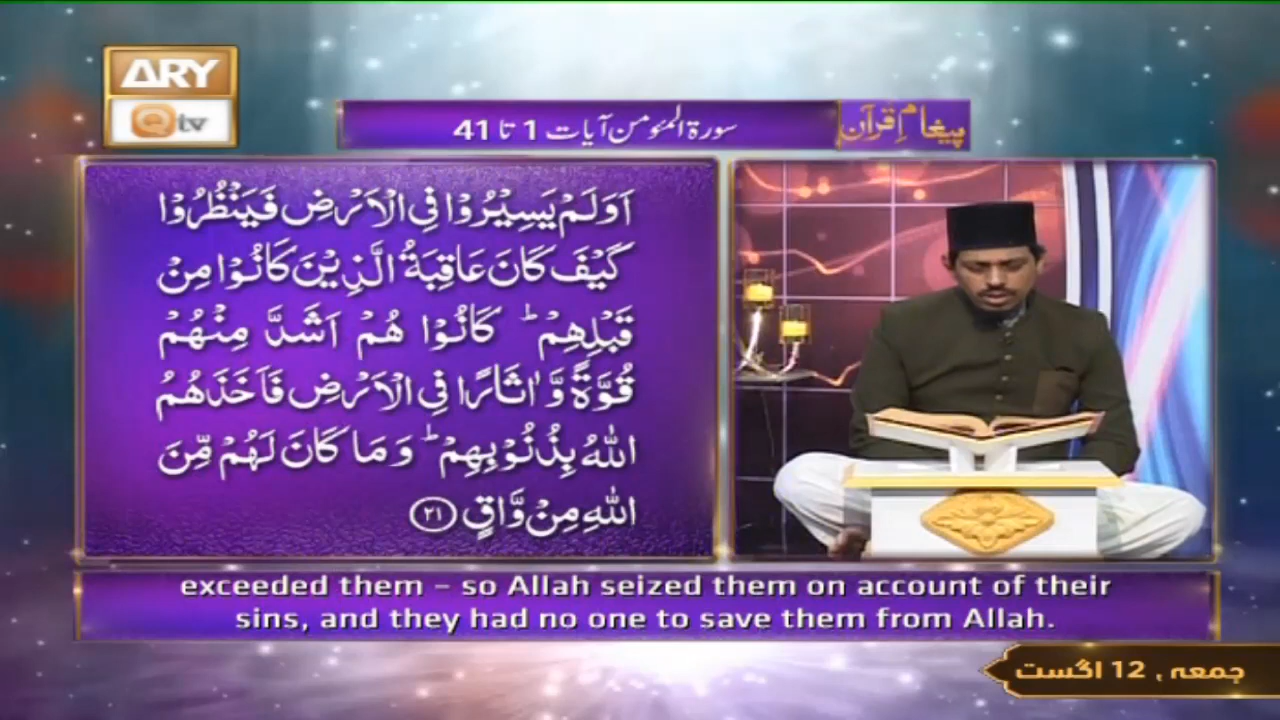 ARY
Qtv
پیغامِ قرآن
سورۃ المؤمن آیات 1 تا 41
اَوَلَمْ یَسِیْرُوْا فِی الْاَرْضِ فَیَنْظُرُوْا
كَیْفَ كَانَ عَاقِبَةُ الَّذِیْنَ كَانُوْا مِنْ
قَبْلِهِمْ ؕ كَانُوْا هُمْ اَشَدَّ مِنْهُمْ
قُوَّةً وَّ اٰثَارًا فِی الْاَرْضِ فَاَخَذَهُمُ
اللّٰهُ بِذُنُوْبِهِمْ ؕ وَ مَا كَانَ لَهُمْ مِّنَ
اللّٰهِ مِنْ وَّاقٍ ﴿۲۱﴾
exceeded them – so Allah seized them on account of their
sins, and they had no one to save them from Allah.
جمعہ , 12 اگست